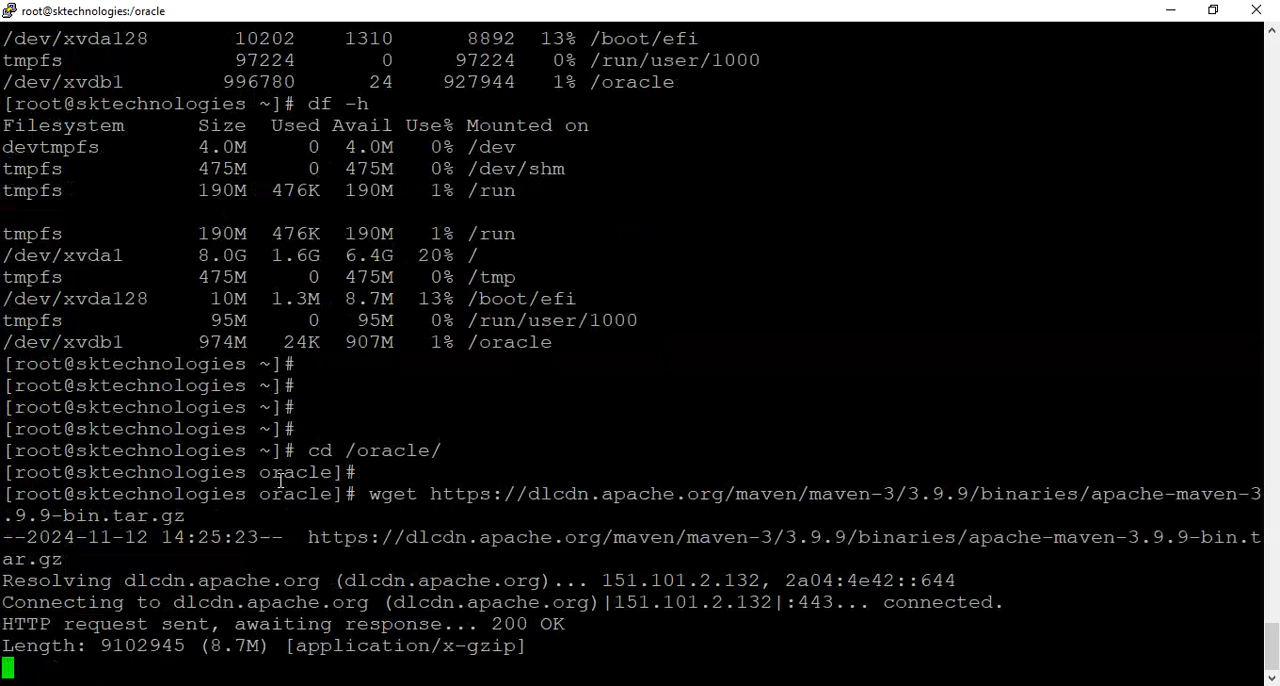 root@sktechnologies:/oracle
/dev/xvda128       10202    1310      8892  13% /boot/efi
tmpfs              97224       0     97224   0% /run/user/1000
/dev/xvdb1        996780      24    927944   1% /oracle
[root@sktechnologies ~]# df -h
Filesystem      Size  Used Avail Use% Mounted on
devtmpfs        4.0M     0  4.0M   0% /dev
tmpfs           475M     0  475M   0% /dev/shm
tmpfs           190M  476K  190M   1% /run
tmpfs           190M  476K  190M   1% /run
/dev/xvda1      8.0G  1.6G  6.4G  20% /
tmpfs           475M     0  475M   0% /tmp
/dev/xvda128     10M  1.3M  8.7M  13% /boot/efi
tmpfs            95M     0   95M   0% /run/user/1000
/dev/xvdb1      974M   24K  907M   1% /oracle
[root@sktechnologies ~]#
[root@sktechnologies ~]#
[root@sktechnologies ~]#
[root@sktechnologies ~]#
[root@sktechnologies ~]# cd /oracle/
[root@sktechnologies oracle]#
[root@sktechnologies oracle]# wget https://dlcdn.apache.org/maven/maven-3/3.9.9/binaries/apache-maven-3
.9.9-bin.tar.gz
--2024-11-12 14:25:23--  https://dlcdn.apache.org/maven/maven-3/3.9.9/binaries/apache-maven-3.9.9-bin.t
ar.gz
Resolving dlcdn.apache.org (dlcdn.apache.org)... 151.101.2.132, 2a04:4e42::644
Connecting to dlcdn.apache.org (dlcdn.apache.org)|151.101.2.132|:443... connected.
HTTP request sent, awaiting response... 200 OK
Length: 9102945 (8.7M) [application/x-gzip]